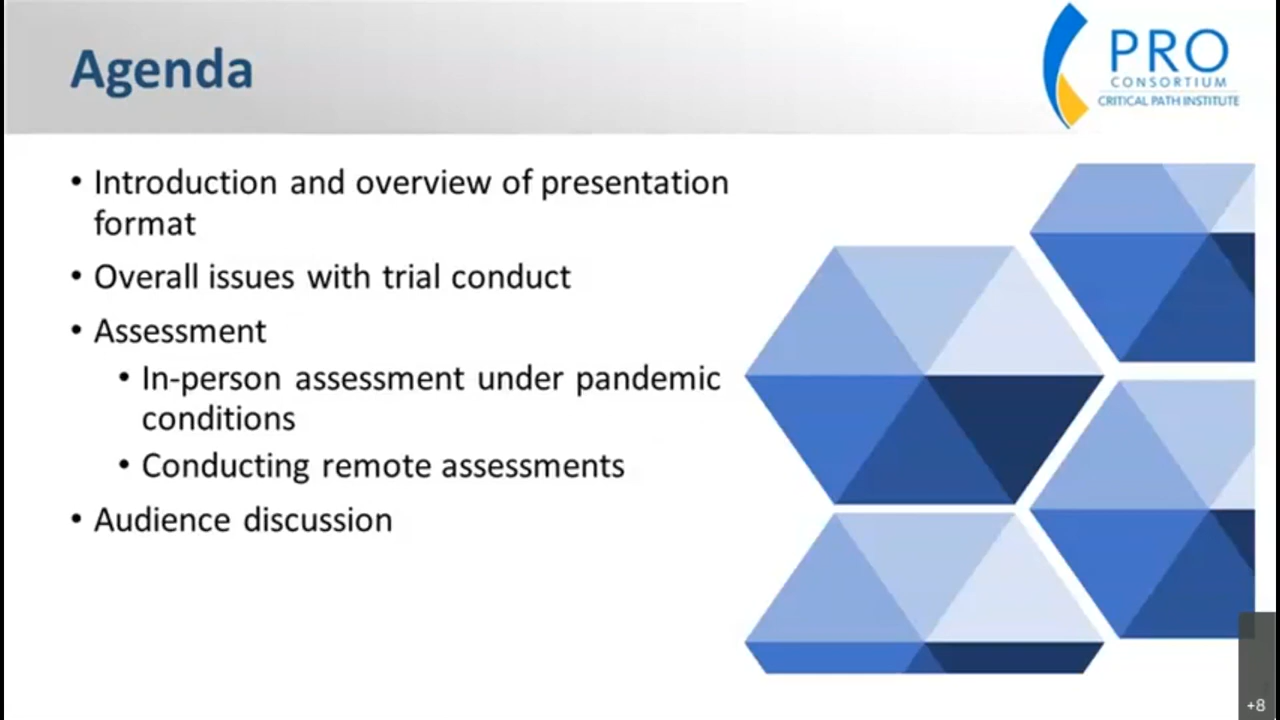 Agenda
PRO
CONSORTIUM
CRITICAL PATH INSTITUTE
• Introduction and overview of presentation
format
• Overall issues with trial conduct
• Assessment
• In-person assessment under pandemic
conditions
• Conducting remote assessments
• Audience discussion
+8